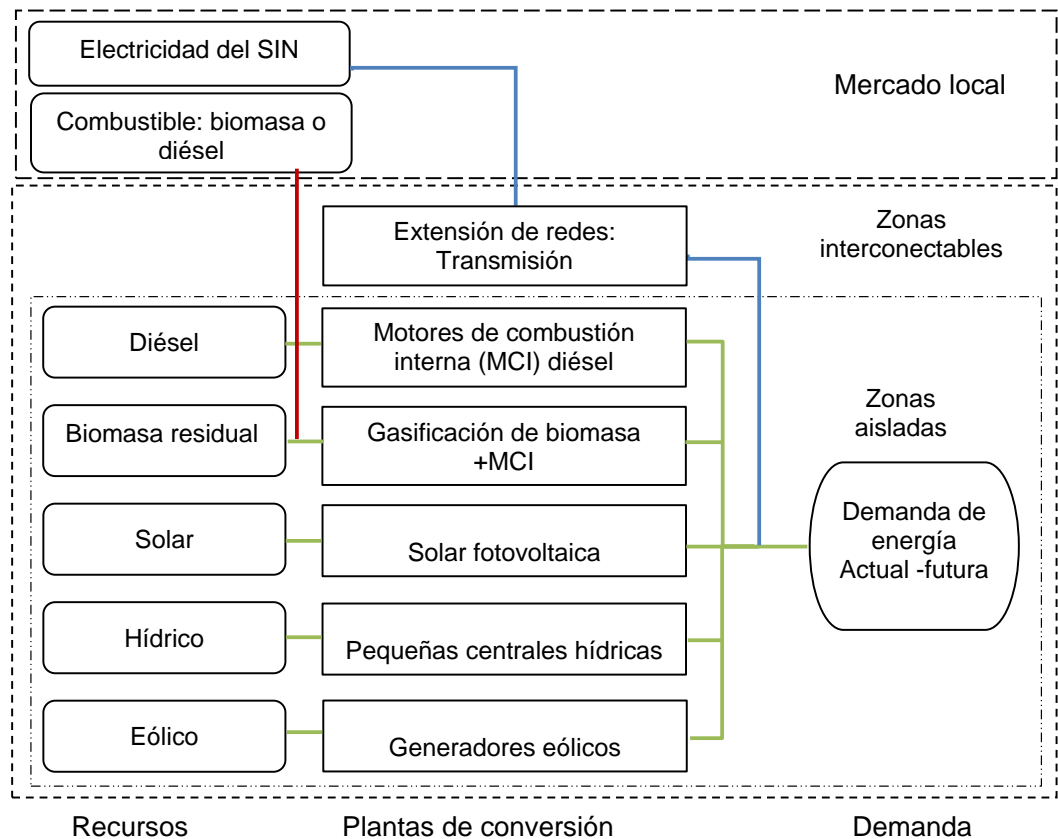 Electricidad del SIN
Mercado local
Combustible: biomasa o
diésel
Extensión de redes:
Transmisión
Zonas
interconectables
Diésel
Motores de combustión
interna (MCI) diésel
Biomasa residual
Gasificación de biomasa
+MCI
Zonas
aisladas
Solar
Solar fotovoltaica
Demanda de
energía
Actual -futura
Hídrico
Pequeñas centrales hídricas
Eólico
Generadores eólicos
Recursos
Plantas de conversión
Demanda